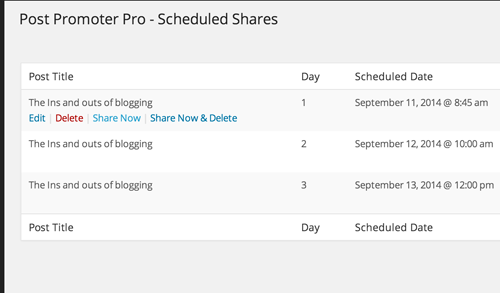 Post Promoter Pro - Scheduled Shares
Post Title Day Scheduled Date
The Ins and outs of blogging 1 September 11, 2014 @ 8:45 am
Edit | Delete | Share Now | Share Now & Delete
The Ins and outs of blogging 2 September 12, 2014 @ 10:00 am
The Ins and outs of blogging 3 September 13, 2014 @ 12:00 pm
Post Title Day Scheduled Date